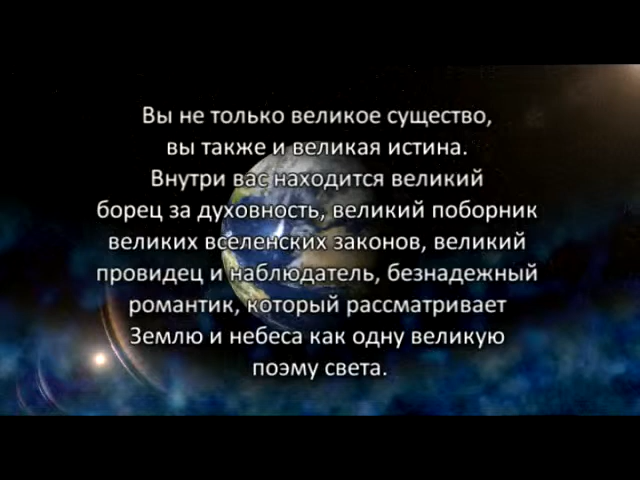 Вы не только великое существо,
вы также и великая истина.
Внутри вас находится великий
борец за духовность, великий поборник
великих вселенских законов, великий
провидец и наблюдатель, безнадежный
романтик, который рассматривает
Землю и небеса как одну великую
поэму света.